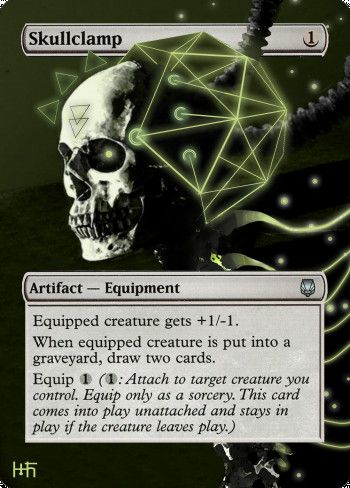 Skullclamp 1
Artifact — Equipment
Equipped creature gets +1/-1.
When equipped creature is put into a
graveyard, draw two cards.
Equip 1 (1: Attach to target creature you
control. Equip only as a sorcery. This card
comes into play unattached and stays in
play if the creature leaves play.)